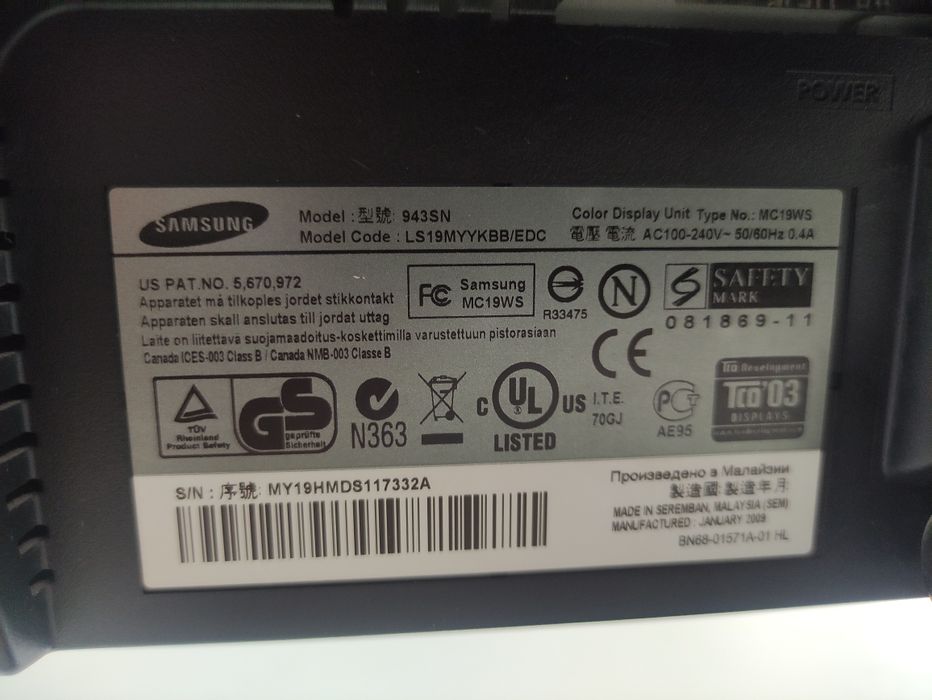 POWER
SAMSUNG
Model : 型號: 943SN
Model Code : LS19MYYKBB/EDC
Color Display Unit Type No.: MC19WS
電壓 電流 AC100-240V~ 50/60Hz 0.4A
US PAT.NO. 5,670,972
Apparatet må tilkoples jordet stikkontakt
Apparaten skall anslutas till jordat uttag
Laite on liitettävä suojamaadoitus-koskettimilla varustettuun pistorasiaan
Canada ICES-003 Class B / Canada NMB-003 Classe B
FC Samsung
MC19WS
R33475
N
SAFETY
MARK
081869-11
CE
TÜV
Rheinland
Product Safety
GS
geprüfte
Sicherheit
N363
C UL US
LISTED
I.T.E.
70GJ
AE95
Tco Development
Tco'03
DISPLAYS
S/N : 序號: MY19HMDS117332A
Произведено в Малайзии
製造國 製造年月
MADE IN SEREMBAN, MALAYSIA (SEM)
MANUFACTURED : JANUARY 2009
BN68-01571A-01 HL